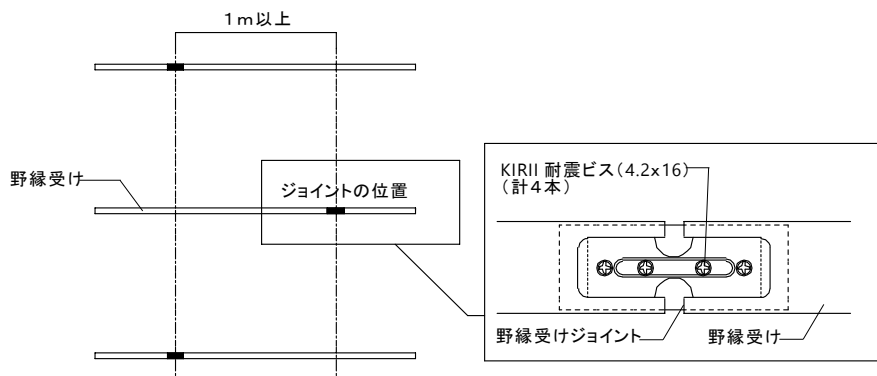 1m以上
野縁受け
ジョイントの位置
KIRII 耐震ビス(4.2x16)
(計4本)
野縁受けジョイント
野縁受け